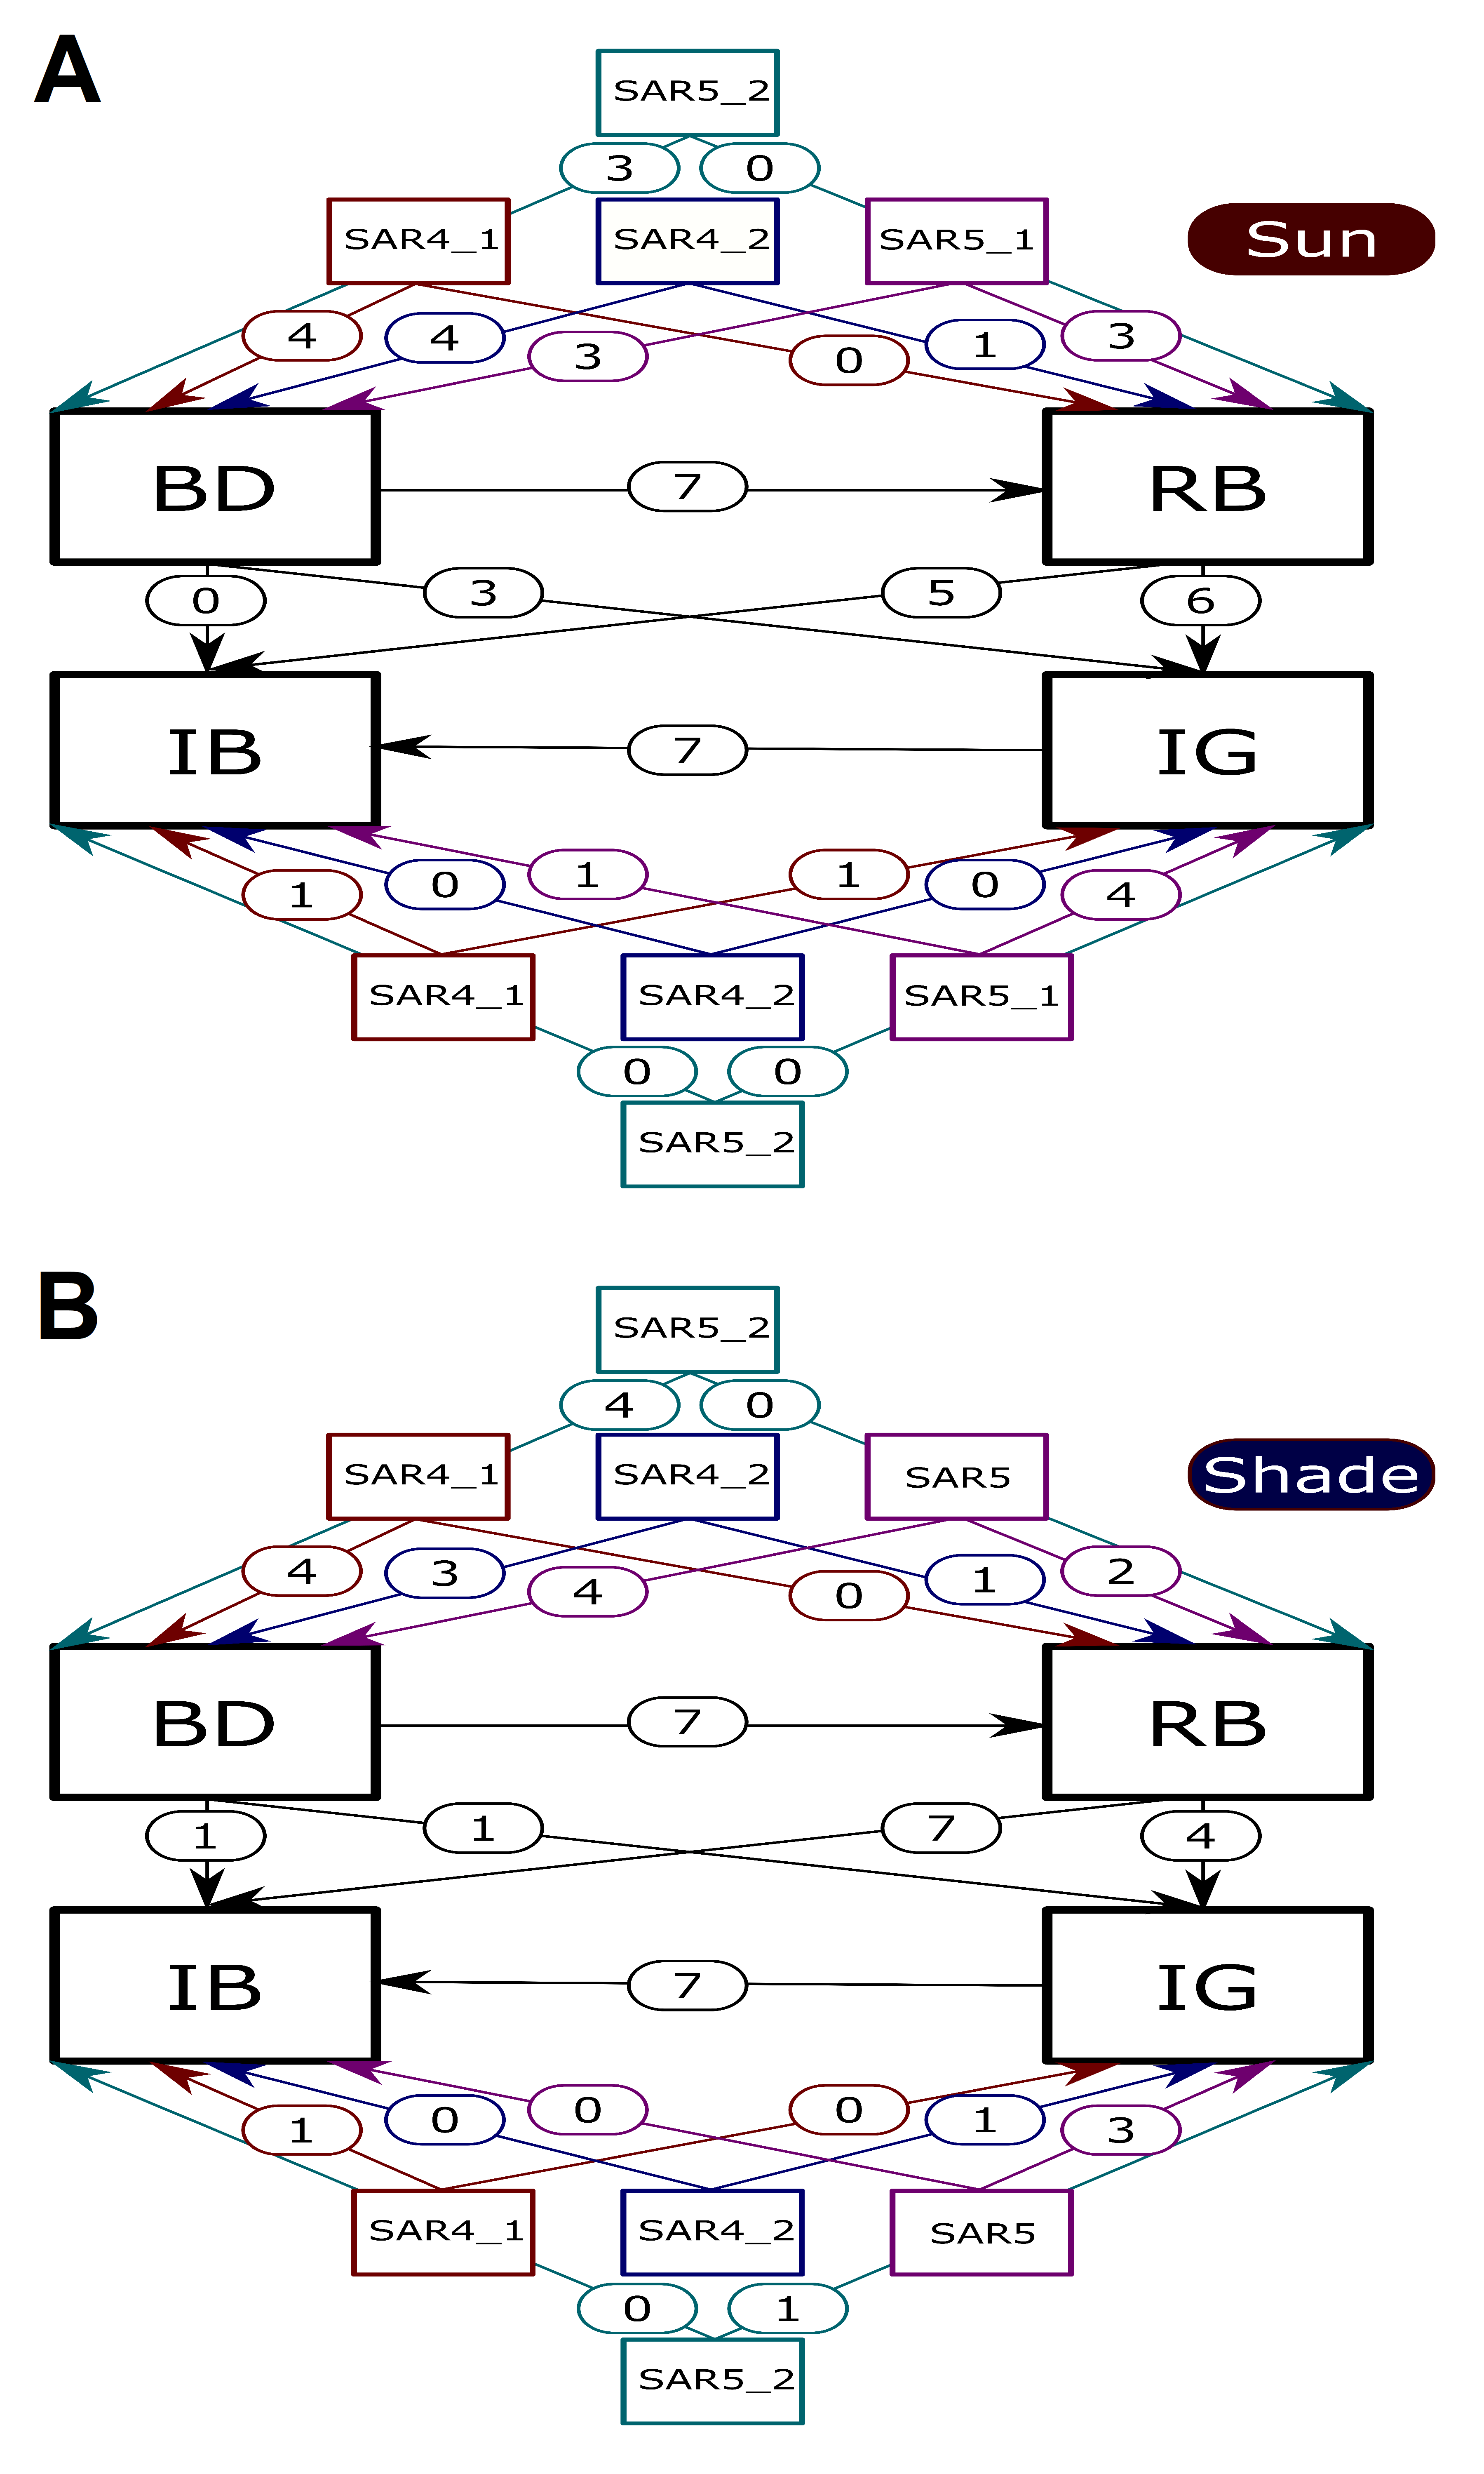 A
SAR5_2
3 0
SAR4_1 SAR4_2 SAR5_1 Sun
4 4 3 0 1 3
BD 7 RB
0 3 5 6
IB 7 IG
1 0 1 1 0 4
SAR4_1 SAR4_2 SAR5_1
0 0
SAR5_2
B
SAR5_2
4 0
SAR4_1 SAR4_2 SAR5 Shade
4 3 4 0 1 2
BD 7 RB
1 1 7 4
IB 7 IG
1 0 0 0 1 3
SAR4_1 SAR4_2 SAR5
0 1
SAR5_2